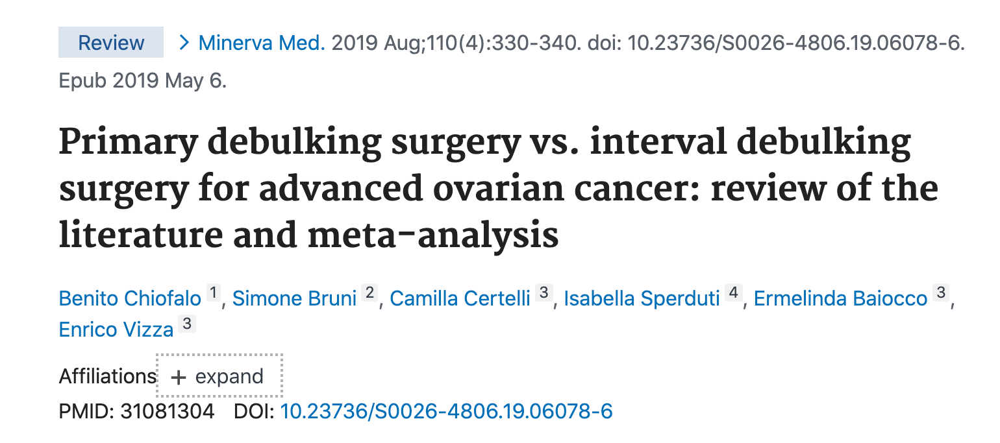 Review > Minerva Med. 2019 Aug;110(4):330-340. doi: 10.23736/S0026-4806.19.06078-6.
Epub 2019 May 6.
Primary debulking surgery vs. interval debulking
surgery for advanced ovarian cancer: review of the
literature and meta-analysis
Benito Chiofalo 1, Simone Bruni 2, Camilla Certelli 3, Isabella Sperduti 4, Ermelinda Baiocco 3,
Enrico Vizza 3
Affiliations + expand
PMID: 31081304 DOI: 10.23736/S0026-4806.19.06078-6